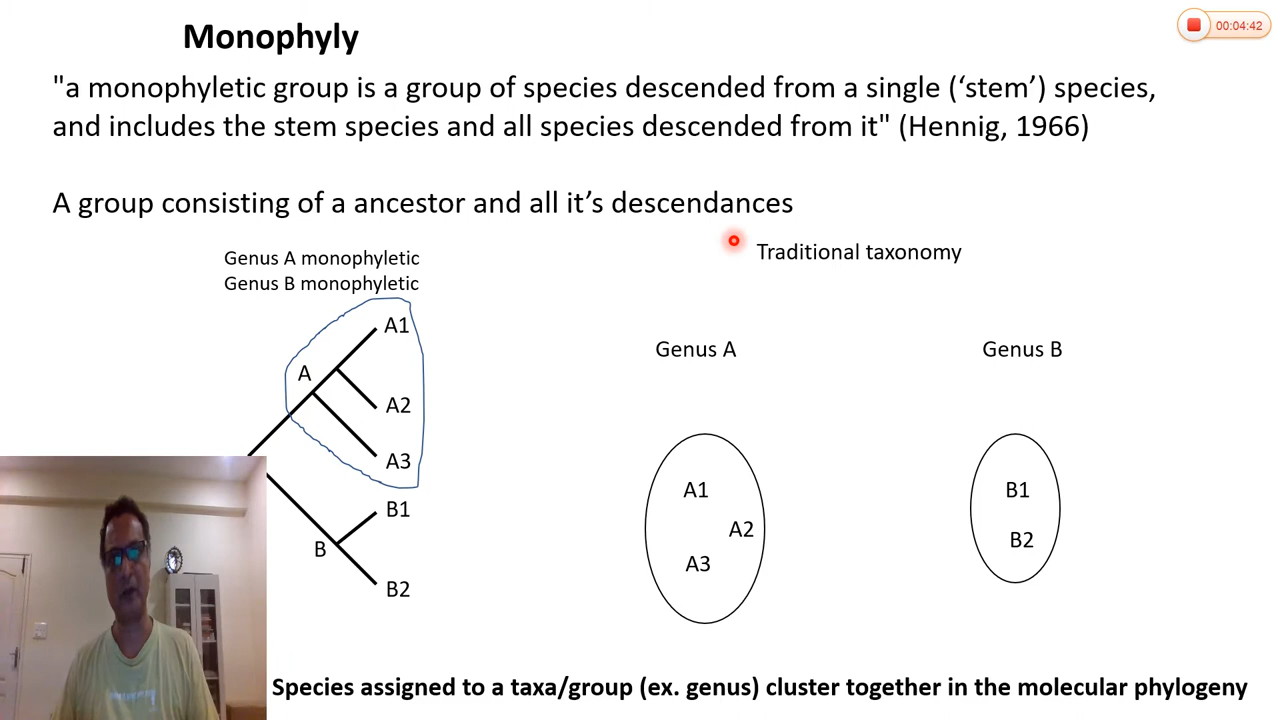 Monophyly
00:04:42
"a monophyletic group is a group of species descended from a single (‘stem’) species,
and includes the stem species and all species descended from it" (Hennig, 1966)
A group consisting of a ancestor and all it’s descendances
Genus A monophyletic
Genus B monophyletic
A1
A
A2
A3
B1
B
B2
Traditional taxonomy
Genus A
Genus B
A1
A2
A3
B1
B2
Species assigned to a taxa/group (ex. genus) cluster together in the molecular phylogeny